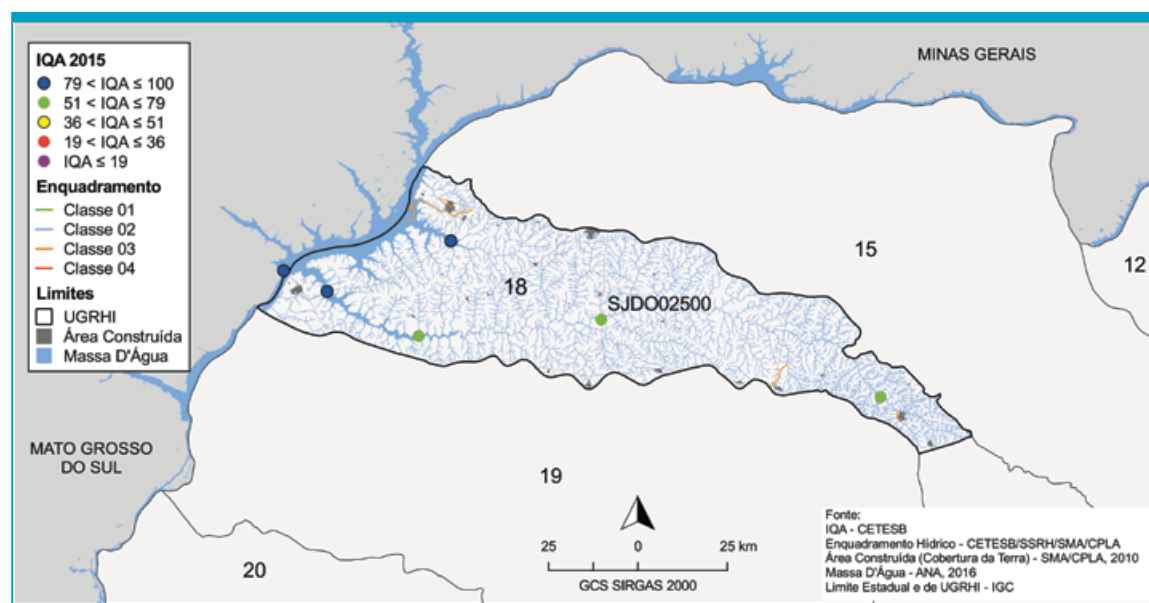 IQA 2015
79 < IQA ≤ 100
51 < IQA ≤ 79
36 < IQA ≤ 51
19 < IQA ≤ 36
IQA ≤ 19
Enquadramento
Classe 01
Classe 02
Classe 03
Classe 04
Limites
UGRHI
Área Construída
Massa D'Água
MINAS GERAIS
15
12
18
SJDO02500
MATO GROSSO
DO SUL
19
20
25 0 25 km
GCS SIRGAS 2000
Fonte:
IQA - CETESB
Enquadramento Hídrico - CETESB/SSRH/SMA/CPLA
Área Construída (Cobertura da Terra) - SMA/CPLA, 2010
Massa D'Água - ANA, 2016
Limite Estadual e de UGRHI - IGC